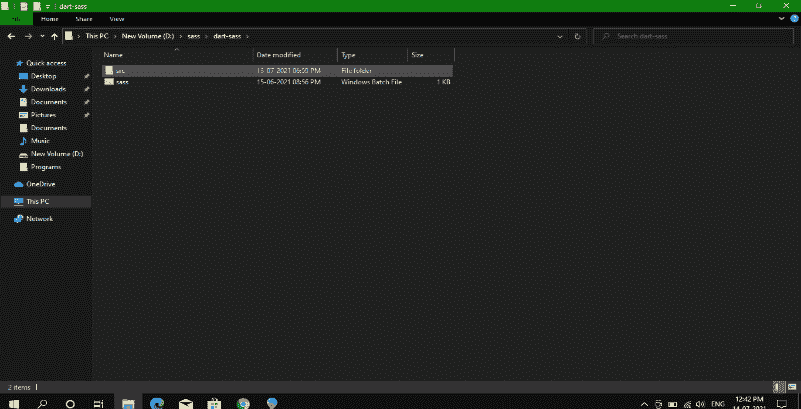 dart-sass
File Home Share View
This PC New Volume (D:) sass dart-sass
Search dart-sass
Name Date modified Type Size
Quick access
src 15-07-2021 06:59 PM File folder
Desktop
sass 15-06-2021 08:56 PM Windows Batch File 1 KB
Downloads
Documents
Pictures
Documents
Music
New Volume (D:)
Programs
OneDrive
This PC
Network
2 items
12:42 PM
ENG
14-07-2021